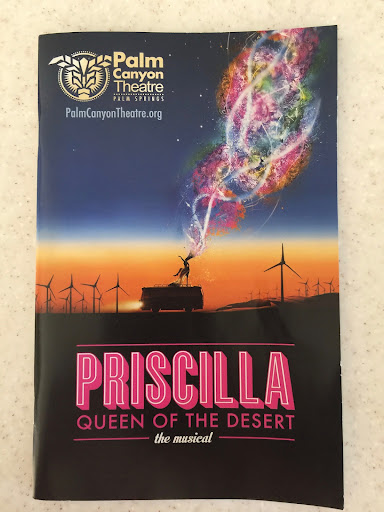 Palm
Canyon
Theatre
PALM SPRINGS
PalmCanyonTheatre.org
PRISCILLA
QUEEN OF THE DESERT
the musical